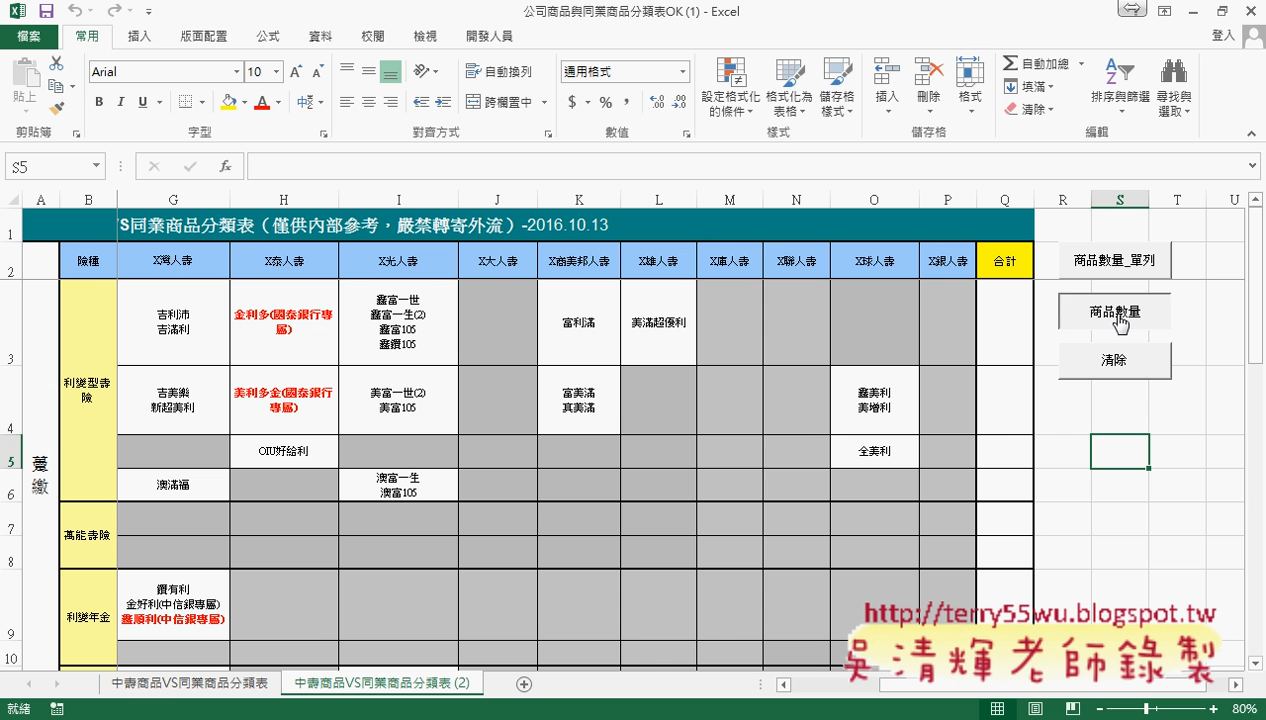 公司商品與同業商品分類表OK (1) - Excel
檔案
常用
插入
版面配置
公式
資料
校閱
檢視
開發人員
登入
貼上
剪貼簿
Arial
10
B I U
中
字型
自動換列
跨欄置中
對齊方式
通用格式
$ % ,
數值
設定格式化的條件
格式化為表格
儲存格樣式
樣式
插入
刪除
格式
儲存格
自動加總
填滿
清除
排序與篩選
尋找與選取
編輯
S5
fx
A B G H I J K L M N O P Q R S T U
1
S同業商品分類表（僅供內部參考，嚴禁轉寄外流）-2016.10.13
2
險種
X灣人壽
X泰人壽
X光人壽
X大人壽
X商美邦人壽
X雄人壽
X庫人壽
X聯人壽
X球人壽
X銀人壽
合計
商品數量_單列
商品數量
清除
3
躉繳
利變型壽險
吉利沛
吉滿利
金利多(國泰銀行專屬)
鑫富一世
鑫富一生(2)
鑫富105
鑫鑽105
富利滿
美滿超優利
4
吉美樂
新超美利
美利多金(國泰銀行專屬)
美富一世(2)
美富105
富美滿
真美滿
鑫美利
美增利
5
OIU好給利
全美利
6
澳滿福
澳富一生
澳富105
7
萬能壽險
8
9
利變年金
鑽有利
金好利(中信銀專屬)
鑫順利(中信銀專屬)
10
http://terry55wu.blogspot.tw
吳清輝老師錄製
中壽商品VS同業商品分類表
中壽商品VS同業商品分類表 (2)
就緒
80%